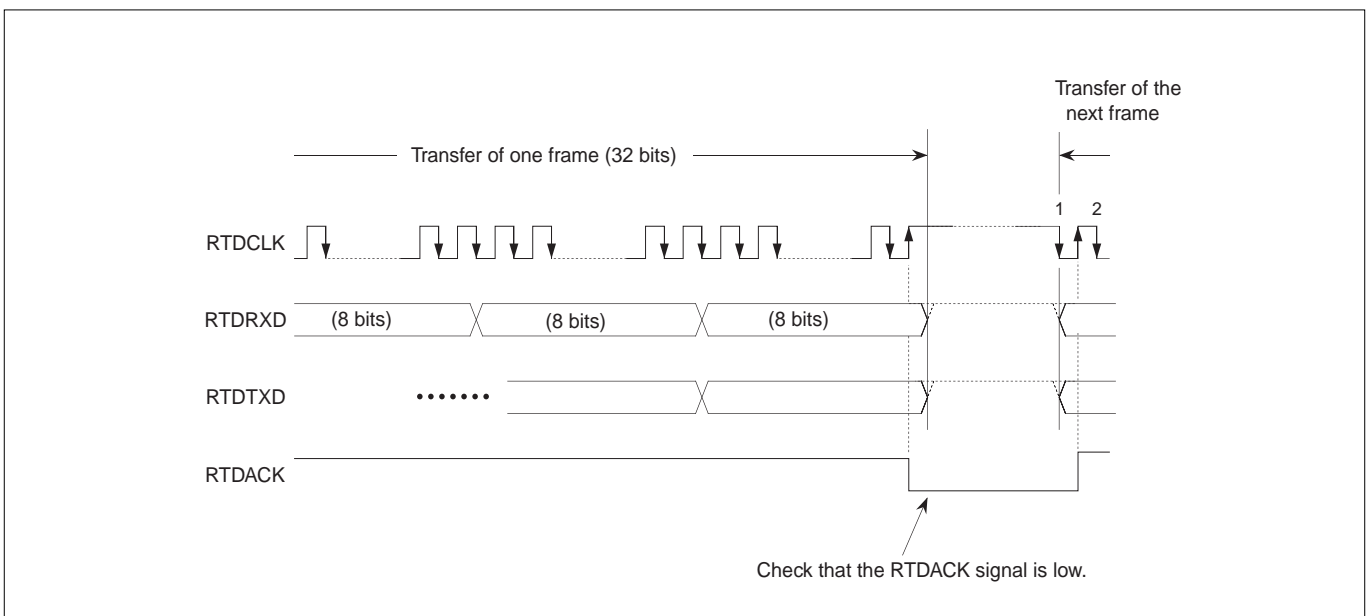 Transfer of the
next frame
Transfer of one frame (32 bits)
1 2
RTDCLK
RTDRXD (8 bits) (8 bits) (8 bits)
RTDTXD
RTDACK
Check that the RTDACK signal is low.